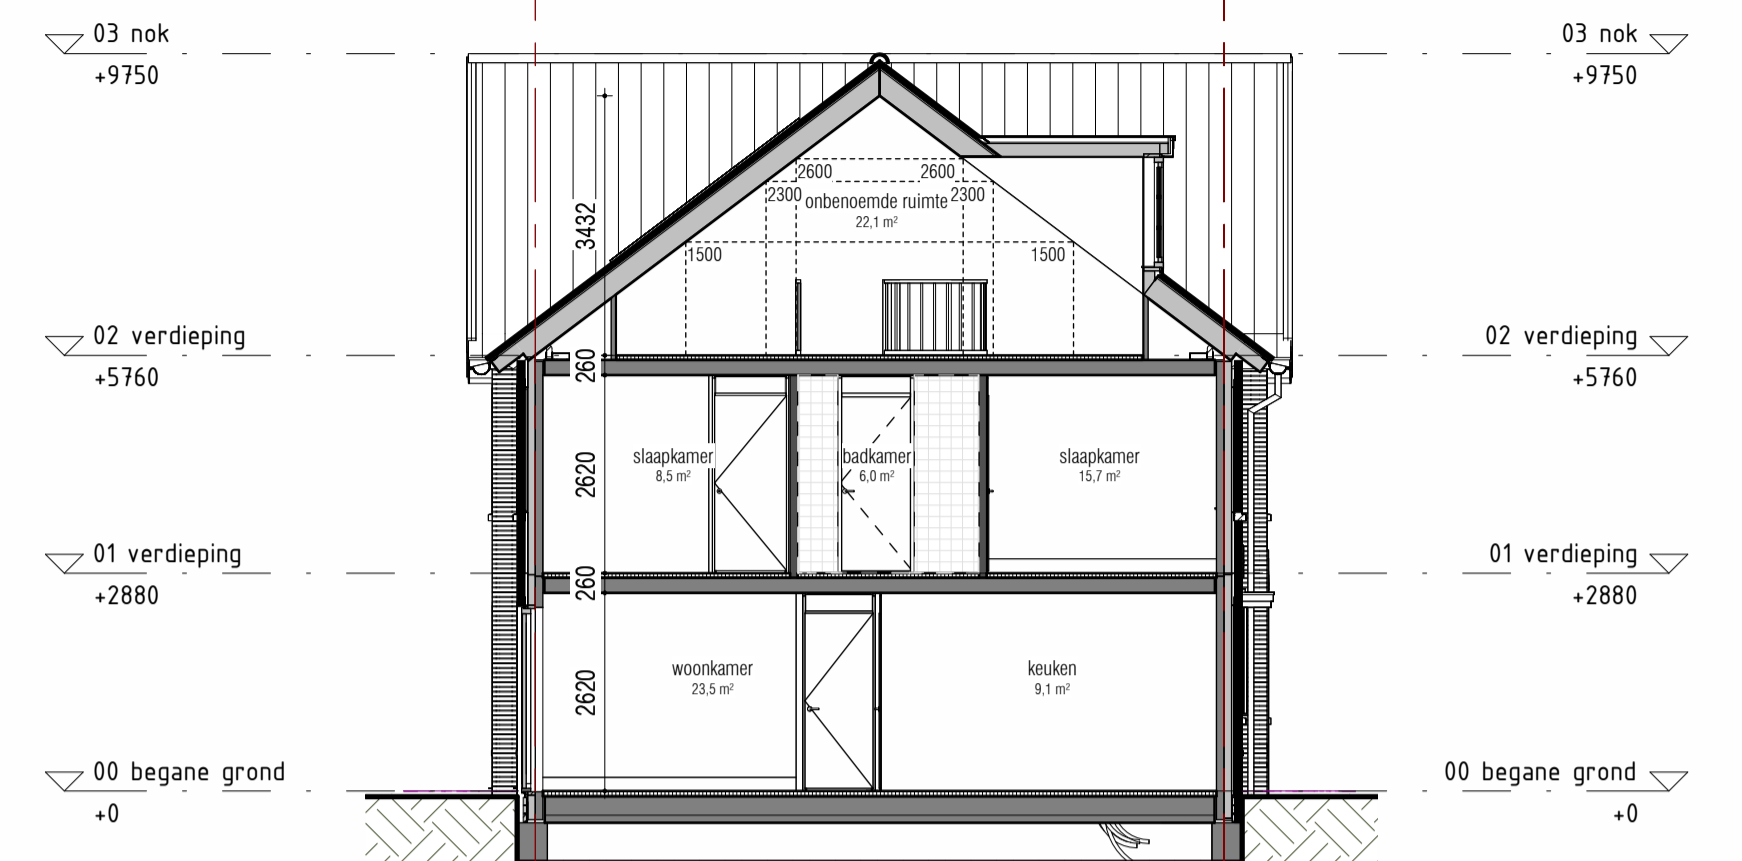 03 nok
+9750
03 nok
+9750
2600
2600
2300
2300
onbenoemde ruimte
22,1 m²
3432
1500
1500
02 verdieping
+5760
02 verdieping
+5760
260
slaapkamer
8,5 m²
badkamer
6,0 m²
slaapkamer
15,7 m²
2620
01 verdieping
+2880
01 verdieping
+2880
260
woonkamer
23,5 m²
keuken
9,1 m²
2620
00 begane grond
+0
00 begane grond
+0